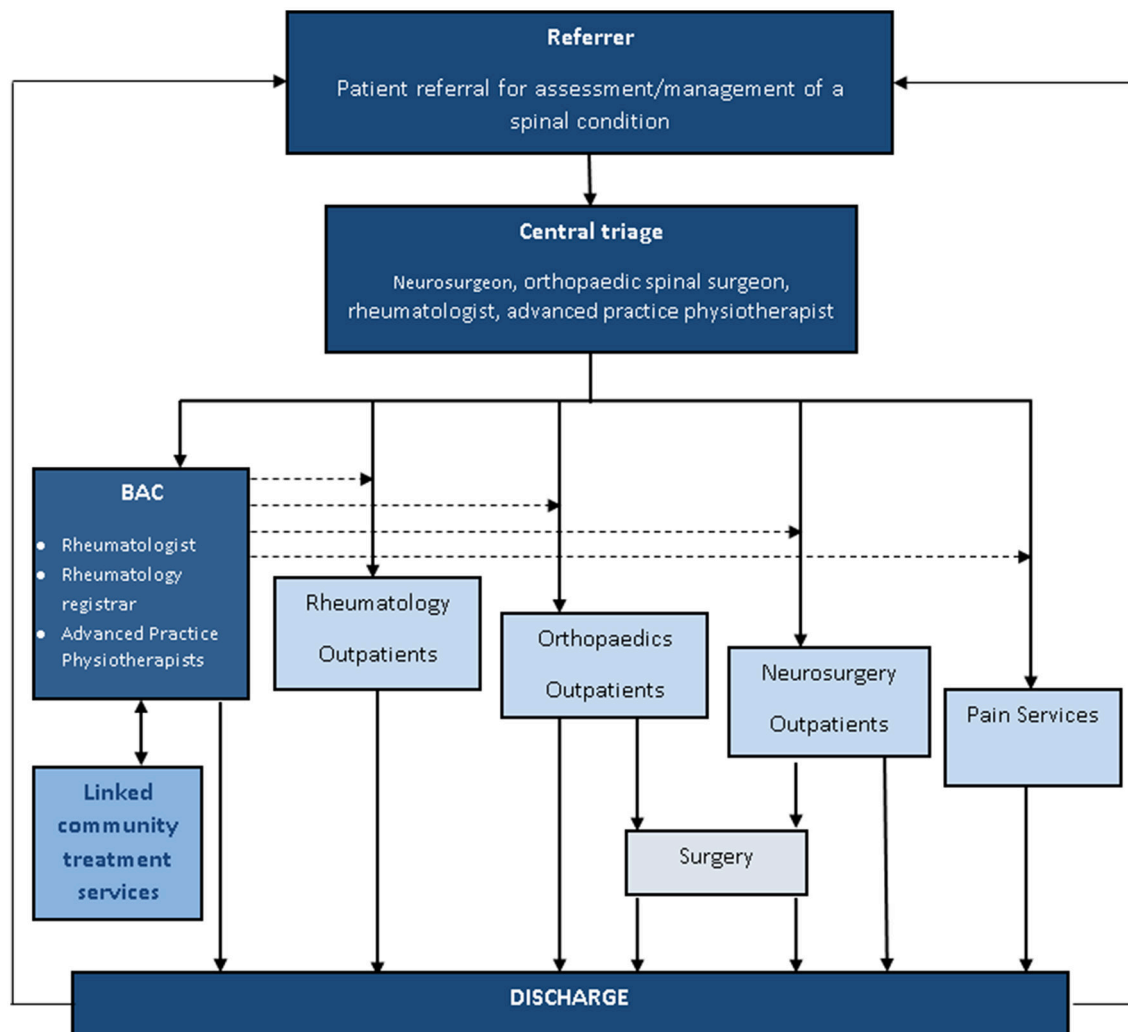 Referrer
Patient referral for assessment/management of a
spinal condition
Central triage
Neurosurgeon, orthopaedic spinal surgeon,
rheumatologist, advanced practice physiotherapist
BAC
• Rheumatologist
• Rheumatology
registrar
• Advanced Practice
Physiotherapists
Rheumatology
Outpatients
Orthopaedics
Outpatients
Neurosurgery
Outpatients
Pain Services
Linked
community
treatment
services
Surgery
DISCHARGE